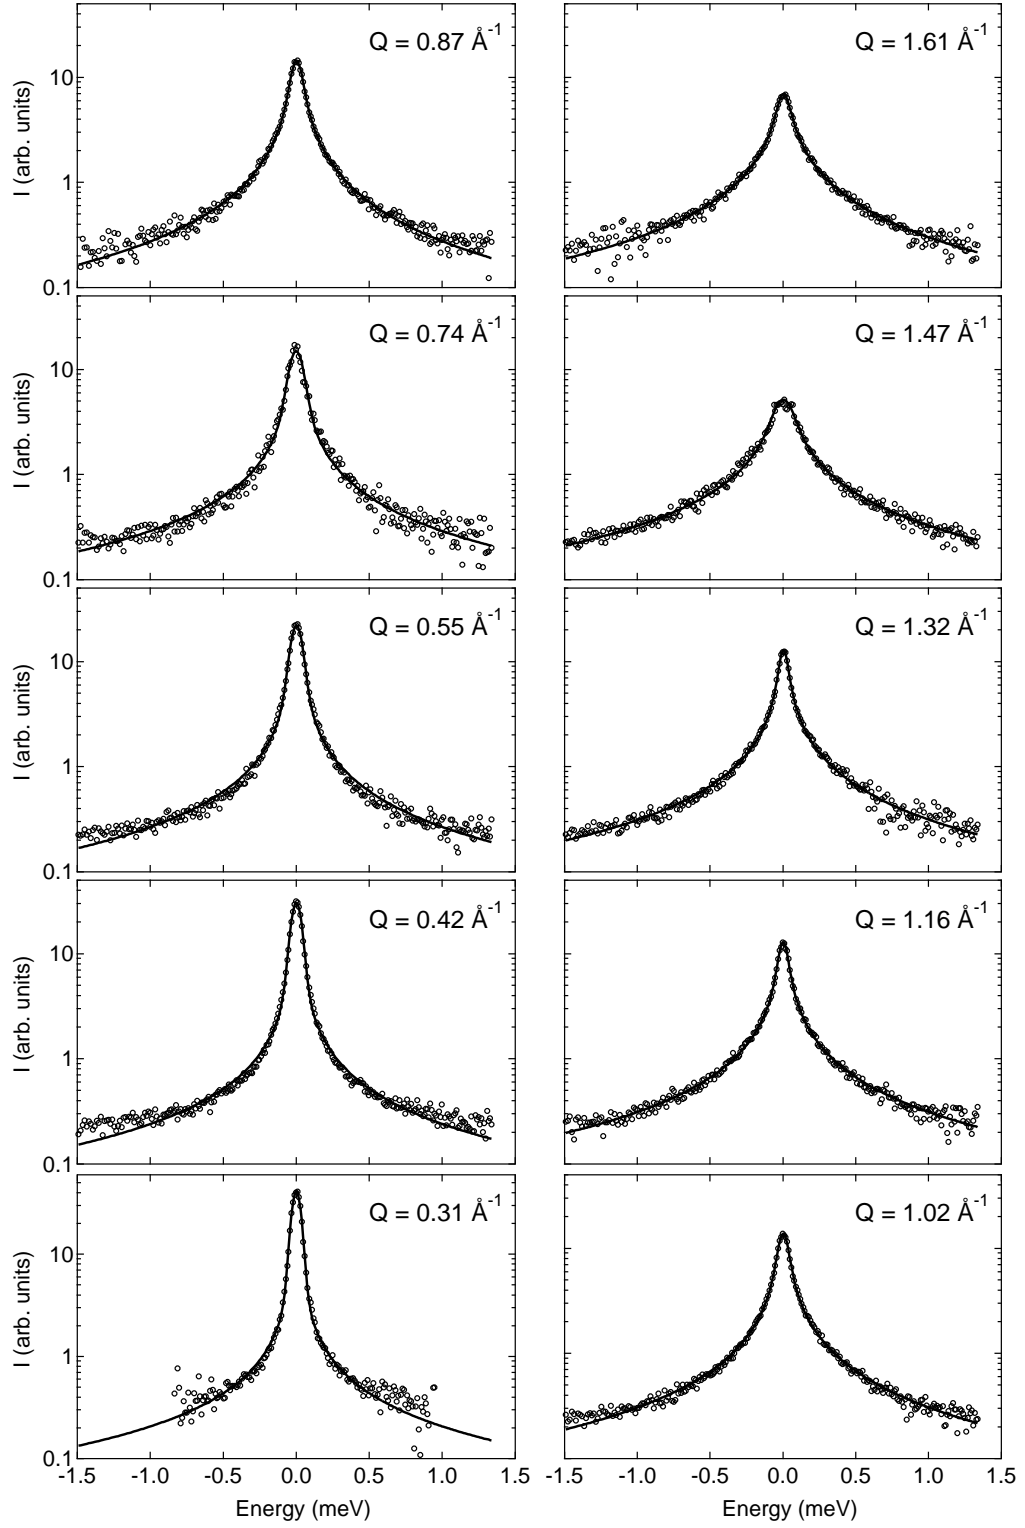 Q = 0.87 Å⁻¹
10
1
0.1
I (arb. units)
Q = 1.61 Å⁻¹
Q = 0.74 Å⁻¹
10
1
0.1
I (arb. units)
Q = 1.47 Å⁻¹
Q = 0.55 Å⁻¹
10
1
0.1
I (arb. units)
Q = 1.32 Å⁻¹
Q = 0.42 Å⁻¹
10
1
0.1
I (arb. units)
Q = 1.16 Å⁻¹
Q = 0.31 Å⁻¹
10
1
0.1
I (arb. units)
Q = 1.02 Å⁻¹
-1.5 -1.0 -0.5 0.0 0.5 1.0 1.5
Energy (meV)
-1.5 -1.0 -0.5 0.0 0.5 1.0 1.5
Energy (meV)